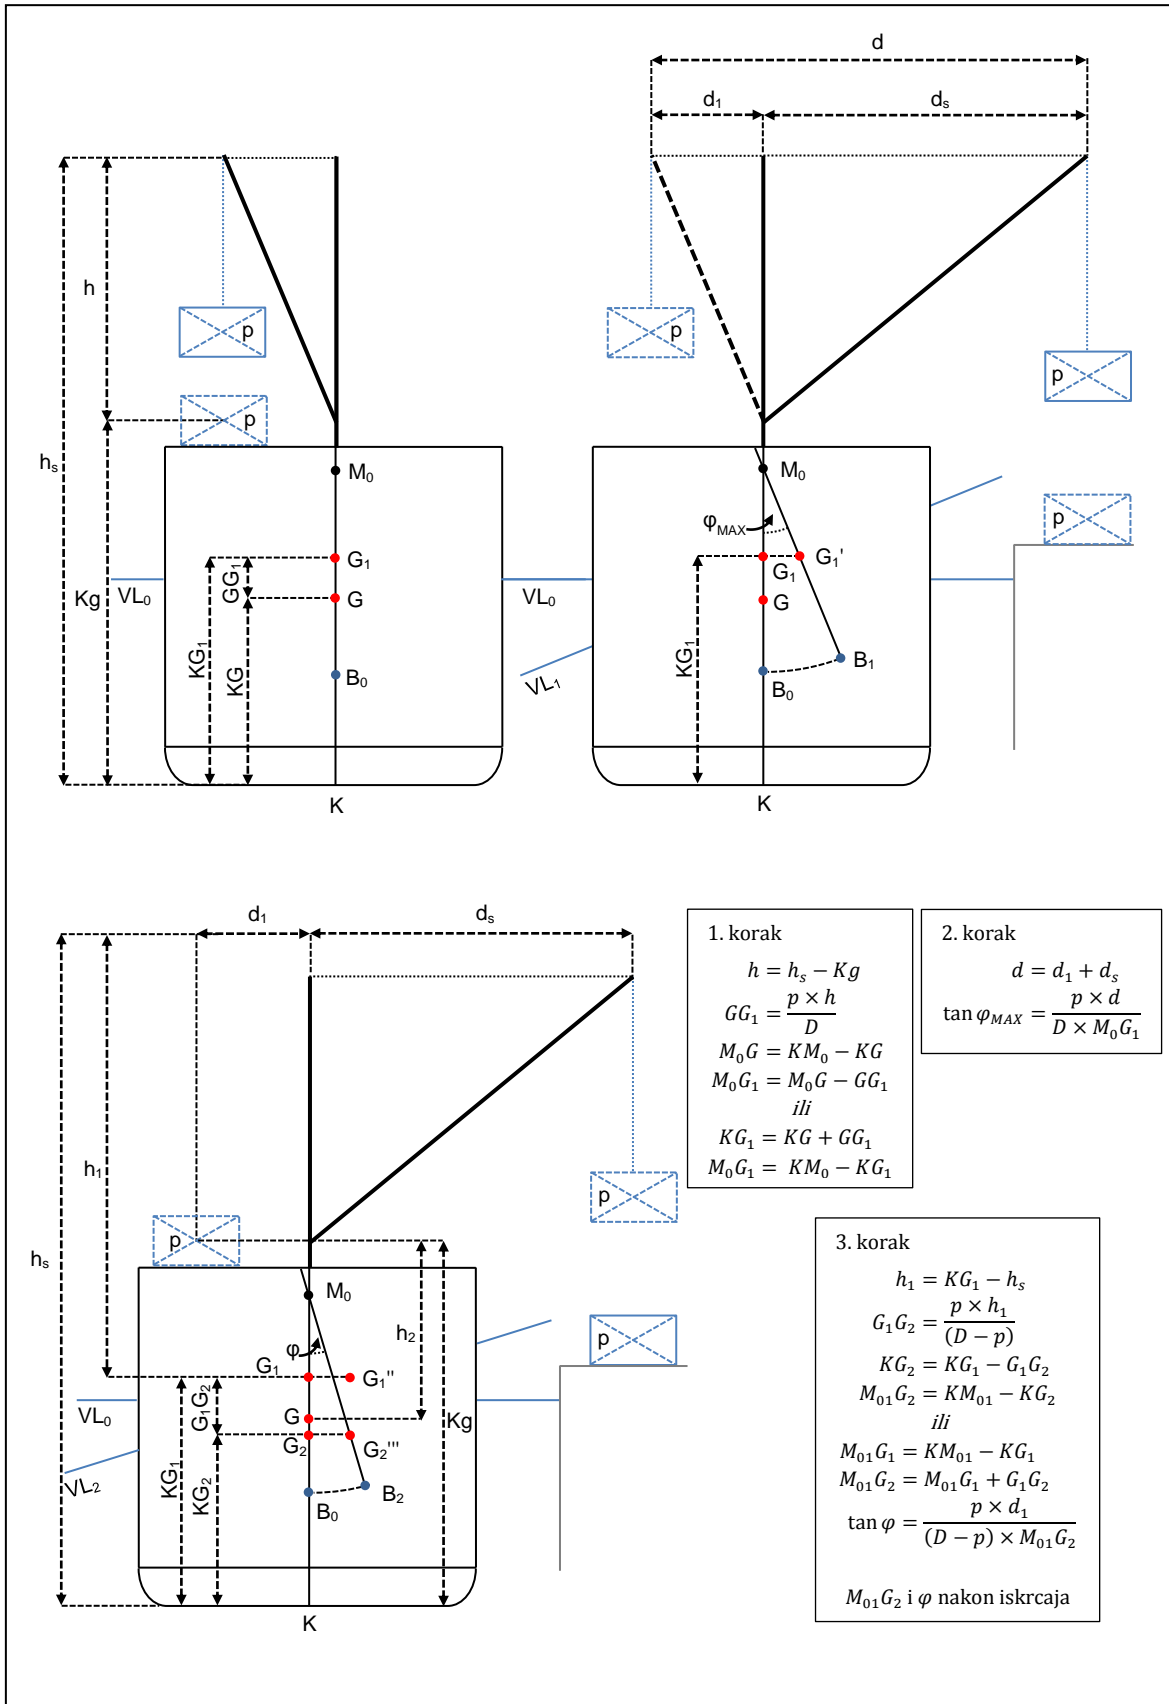 d
d₁
dₛ
h
p
p
p
p
hₛ
p
M₀
M₀
φMAX
G₁
G₁'
G₁
GG₁
VL₀
Kg
G
VL₀
G
KG₁
KG
KG₁
B₀
B₁
VL₁
B₀
K
K
d₁
dₛ
1. korak
h = hₛ − Kg
GG₁ = (p × h) / D
M₀G = KM₀ − KG
M₀G₁ = M₀G − GG₁
ili
KG₁ = KG + GG₁
M₀G₁ = KM₀ − KG₁
2. korak
d = d₁ + dₛ
tan φMAX = (p × d) / (D × M₀G₁)
h₁
p
p
hₛ
M₀
h₂
p
φ
G₁
G₁''
G₁G₂
VL₀
G
Kg
G₂
G₂'''
VL₂
KG₁
KG₂
B₀
B₂
K
3. korak
h₁ = KG₁ − hₛ
G₁G₂ = (p × h₁) / (D − p)
KG₂ = KG₁ − G₁G₂
M₀₁G₂ = KM₀₁ − KG₂
ili
M₀₁G₁ = KM₀₁ − KG₁
M₀₁G₂ = M₀₁G₁ + G₁G₂
tan φ = (p × d₁) / ((D − p) × M₀₁G₂)
M₀₁G₂ i φ nakon iskrcaja